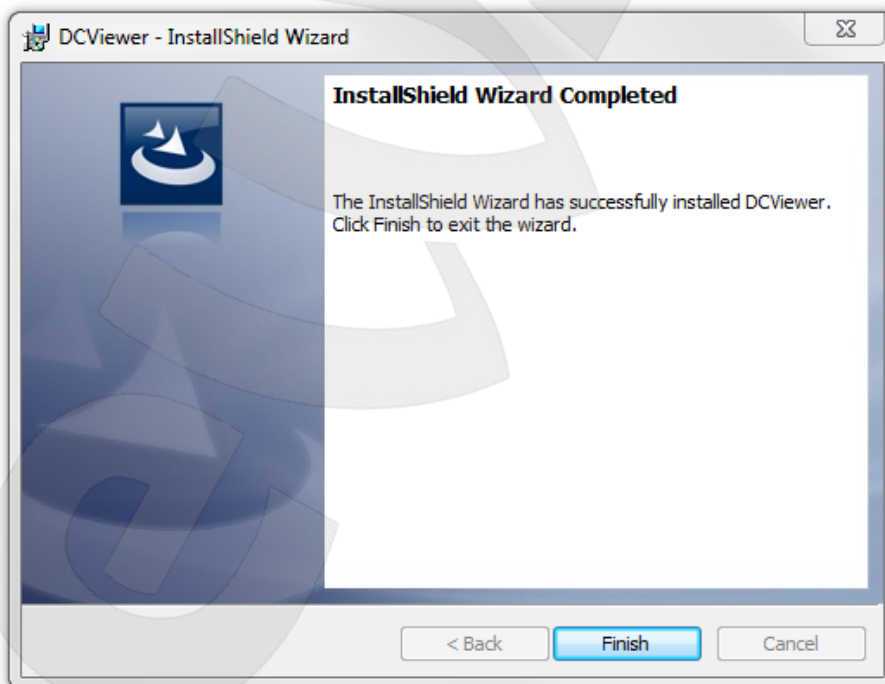 DCViewer - InstallShield Wizard
InstallShield Wizard Completed
The InstallShield Wizard has successfully installed DCViewer.
Click Finish to exit the wizard.
< Back
Finish
Cancel